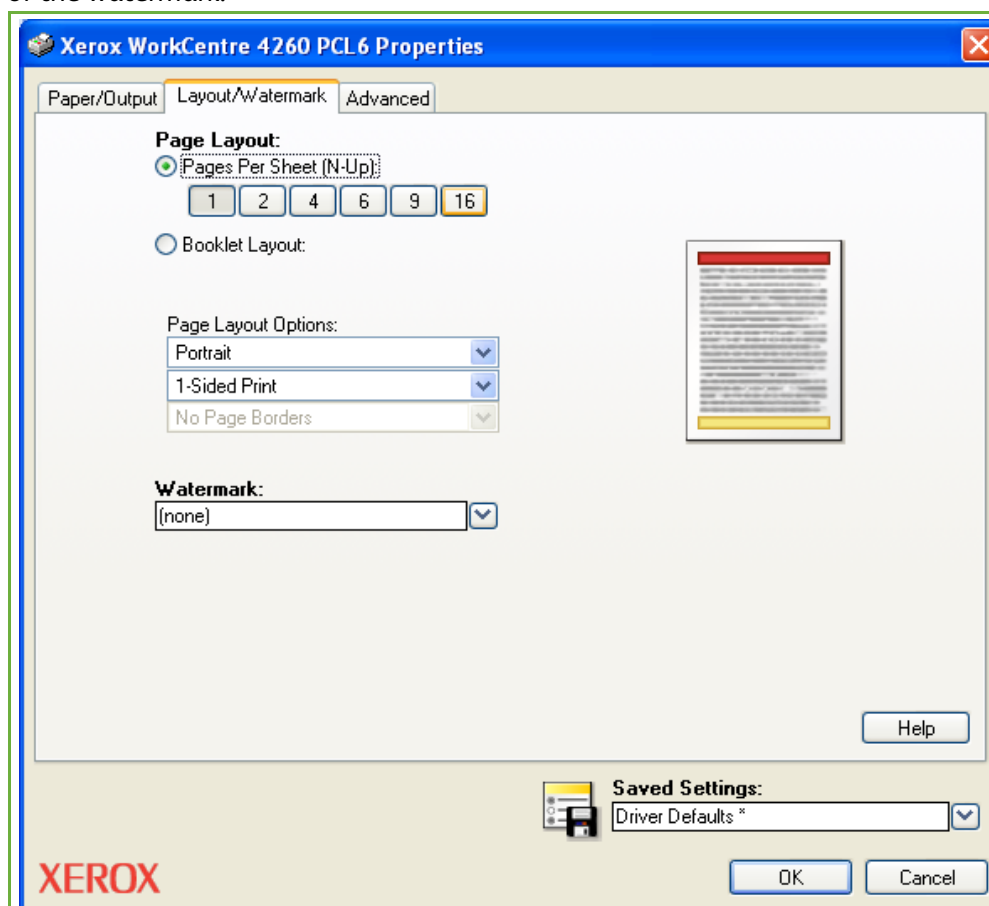 Xerox WorkCentre 4260 PCL6 Properties
Paper/Output Layout/Watermark Advanced
Page Layout:
Pages Per Sheet (N-Up):
1 2 4 6 9 16
Booklet Layout:
Page Layout Options:
Portrait
1-Sided Print
No Page Borders
Watermark:
(none)
Help
Saved Settings:
Driver Defaults *
XEROX
OK Cancel